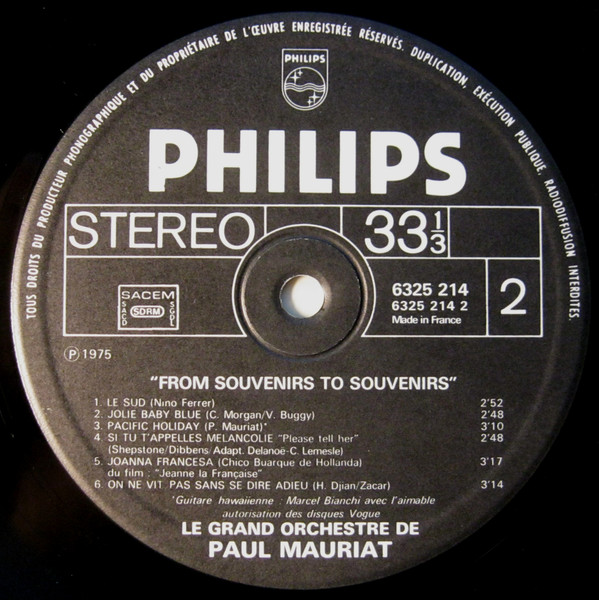 TOUS DROITS DU PRODUCTEUR PHONOGRAPHIQUE ET DU PROPRIÉTAIRE DE L'ŒUVRE ENREGISTRÉE RÉSERVÉS. DUPLICATION, EXÉCUTION PUBLIQUE, RADIODIFFUSION INTERDITES.
PHILIPS
PHILIPS
STEREO 33 1/3
SACEM
SACD SDRM SGDL
6325 214
6325 214 2
Made in France
2
Ⓟ 1975
"FROM SOUVENIRS TO SOUVENIRS"
1. LE SUD (Nino Ferrer) 2'52
2. JOLIE BABY BLUE (C. Morgan/V. Buggy) 2'48
3. PACIFIC HOLIDAY (P. Mauriat)* 3'10
4. SI TU T'APPELLES MELANCOLIE "Please tell her" 2'48
(Shepstone/Dibbens/Adapt. Delanoë-C. Lemesle)
5. JOANNA FRANCESA (Chico Buarque de Hollanda) 3'17
du film : "Jeanne la Française"
6. ON NE VIT PAS SANS SE DIRE ADIEU (H. Djian/Zacar) 3'14
*Guitare hawaiienne : Marcel Bianchi avec l'aimable
autorisation des disques Vogue
LE GRAND ORCHESTRE DE
PAUL MAURIAT